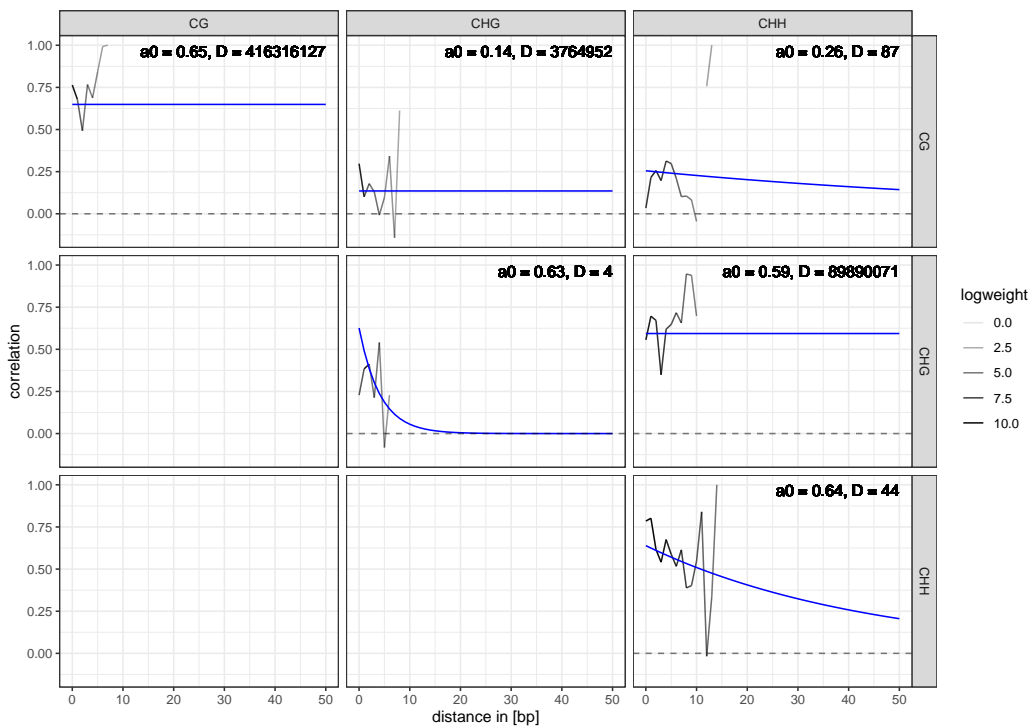 CG CHG CHH
a0 = 0.65, D = 416316127 a0 = 0.14, D = 3764952 a0 = 0.26, D = 87
1.00
0.75
0.50
0.25
0.00
CG
a0 = 0.63, D = 4 a0 = 0.59, D = 89890071
1.00
0.75
0.50
0.25
0.00
CHG
correlation
a0 = 0.64, D = 44
1.00
0.75
0.50
0.25
0.00
CHH
0 10 20 30 40 50 0 10 20 30 40 50 0 10 20 30 40 50
distance in [bp]
logweight
0.0
2.5
5.0
7.5
10.0